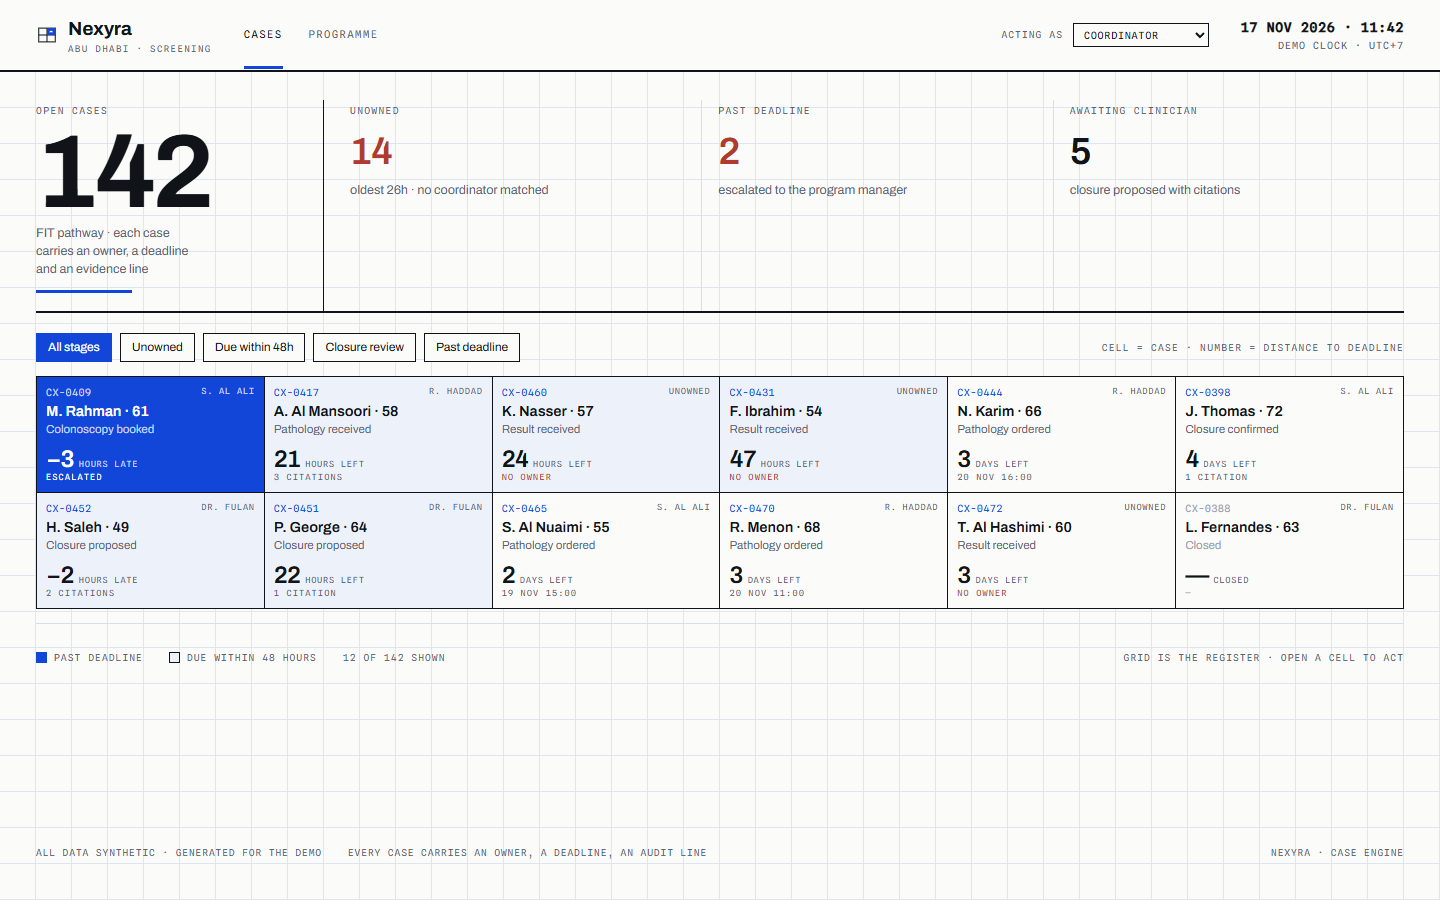 Nexyra
ABU DHABI · SCREENING
CASES
PROGRAMME
ACTING AS
COORDINATOR
17 NOV 2026 · 11:42
DEMO CLOCK · UTC+7
OPEN CASES
142
FIT pathway · each case
carries an owner, a deadline
and an evidence line
UNOWNED
14
oldest 26h · no coordinator matched
PAST DEADLINE
2
escalated to the program manager
AWAITING CLINICIAN
5
closure proposed with citations
All stages
Unowned
Due within 48h
Closure review
Past deadline
CELL = CASE · NUMBER = DISTANCE TO DEADLINE
CX-0409 S. AL ALI
M. Rahman · 61
Colonoscopy booked
−3 HOURS LATE
ESCALATED
CX-0417 R. HADDAD
A. Al Mansoori · 58
Pathology received
21 HOURS LEFT
3 CITATIONS
CX-0460 UNOWNED
K. Nasser · 57
Result received
24 HOURS LEFT
NO OWNER
CX-0431 UNOWNED
F. Ibrahim · 54
Result received
47 HOURS LEFT
NO OWNER
CX-0444 R. HADDAD
N. Karim · 66
Pathology ordered
3 DAYS LEFT
20 NOV 16:00
CX-0398 S. AL ALI
J. Thomas · 72
Closure confirmed
4 DAYS LEFT
1 CITATION
CX-0452 DR. FULAN
H. Saleh · 49
Closure proposed
−2 HOURS LATE
2 CITATIONS
CX-0451 DR. FULAN
P. George · 64
Closure proposed
22 HOURS LEFT
1 CITATION
CX-0465 S. AL ALI
S. Al Nuaimi · 55
Pathology ordered
2 DAYS LEFT
19 NOV 15:00
CX-0470 R. HADDAD
R. Menon · 68
Pathology ordered
3 DAYS LEFT
20 NOV 11:00
CX-0472 UNOWNED
T. Al Hashimi · 60
Result received
3 DAYS LEFT
NO OWNER
CX-0388 DR. FULAN
L. Fernandes · 63
Closed
— CLOSED
–
PAST DEADLINE
DUE WITHIN 48 HOURS
12 OF 142 SHOWN
GRID IS THE REGISTER · OPEN A CELL TO ACT
ALL DATA SYNTHETIC · GENERATED FOR THE DEMO
EVERY CASE CARRIES AN OWNER, A DEADLINE, AN AUDIT LINE
NEXYRA · CASE ENGINE